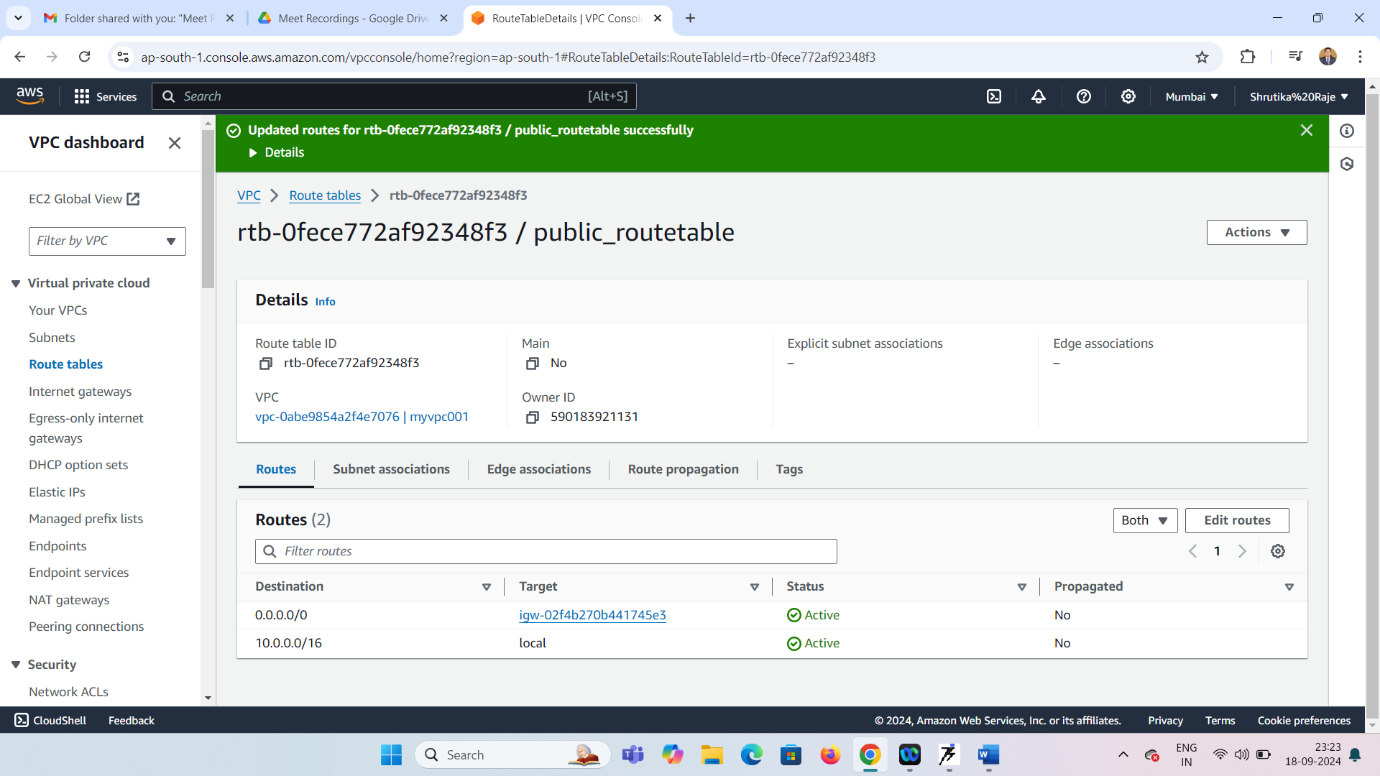 Folder shared with you: "Meet R
Meet Recordings - Google Drive
RouteTableDetails | VPC Consol
ap-south-1.console.aws.amazon.com/vpcconsole/home?region=ap-south-1#RouteTableDetails:RouteTableId=rtb-0fece772af92348f3
aws
Services
Search
[Alt+S]
Mumbai
Shrutika%20Raje
VPC dashboard
EC2 Global View
Filter by VPC
Virtual private cloud
Your VPCs
Subnets
Route tables
Internet gateways
Egress-only internet
gateways
DHCP option sets
Elastic IPs
Managed prefix lists
Endpoints
Endpoint services
NAT gateways
Peering connections
Security
Network ACLs
Updated routes for rtb-0fece772af92348f3 / public_routetable successfully
Details
VPC
Route tables
rtb-0fece772af92348f3
rtb-0fece772af92348f3 / public_routetable
Actions
Details Info
Route table ID
rtb-0fece772af92348f3
Main
No
Explicit subnet associations
–
Edge associations
–
VPC
vpc-0abe9854a2f4e7076 | myvpc001
Owner ID
590183921131
Routes
Subnet associations
Edge associations
Route propagation
Tags
Routes (2)
Both
Edit routes
Filter routes
1
Destination Target Status Propagated
0.0.0.0/0 igw-02f4b270b441745e3 Active No
10.0.0.0/16 local Active No
CloudShell
Feedback
© 2024, Amazon Web Services, Inc. or its affiliates.
Privacy
Terms
Cookie preferences
Search
ENG
IN
23:23
18-09-2024